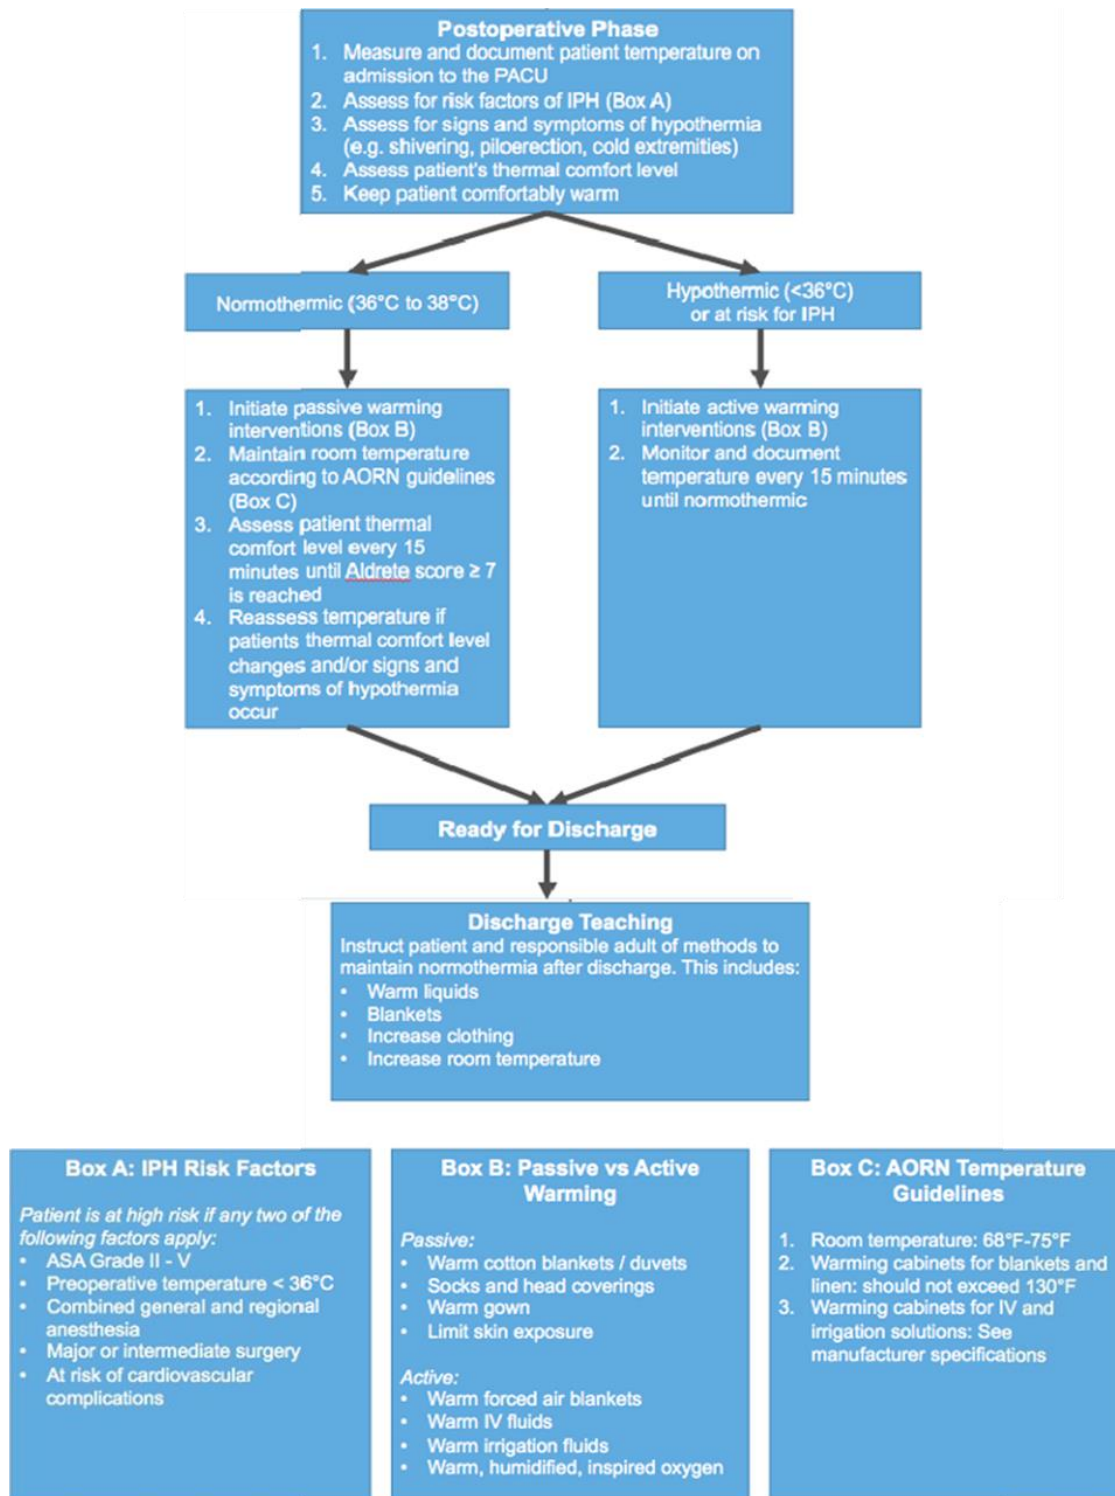 Postoperative Phase
1. Measure and document patient temperature on
admission to the PACU
2. Assess for risk factors of IPH (Box A)
3. Assess for signs and symptoms of hypothermia
(e.g. shivering, piloerection, cold extremities)
4. Assess patient's thermal comfort level
5. Keep patient comfortably warm
Normothermic (36°C to 38°C)
Hypothermic (<36°C)
or at risk for IPH
1. Initiate passive warming
interventions (Box B)
2. Maintain room temperature
according to AORN guidelines
(Box C)
3. Assess patient thermal
comfort level every 15
minutes until Aldrete score ≥ 7
is reached
4. Reassess temperature if
patients thermal comfort level
changes and/or signs and
symptoms of hypothermia
occur
1. Initiate active warming
interventions (Box B)
2. Monitor and document
temperature every 15 minutes
until normothermic
Ready for Discharge
Discharge Teaching
Instruct patient and responsible adult of methods to
maintain normothermia after discharge. This includes:
• Warm liquids
• Blankets
• Increase clothing
• Increase room temperature
Box A: IPH Risk Factors
Patient is at high risk if any two of the
following factors apply:
• ASA Grade II - V
• Preoperative temperature < 36°C
• Combined general and regional
anesthesia
• Major or intermediate surgery
• At risk of cardiovascular
complications
Box B: Passive vs Active
Warming
Passive:
• Warm cotton blankets / duvets
• Socks and head coverings
• Warm gown
• Limit skin exposure
Active:
• Warm forced air blankets
• Warm IV fluids
• Warm irrigation fluids
• Warm, humidified, inspired oxygen
Box C: AORN Temperature
Guidelines
1. Room temperature: 68°F-75°F
2. Warming cabinets for blankets and
linen: should not exceed 130°F
3. Warming cabinets for IV and
irrigation solutions: See
manufacturer specifications